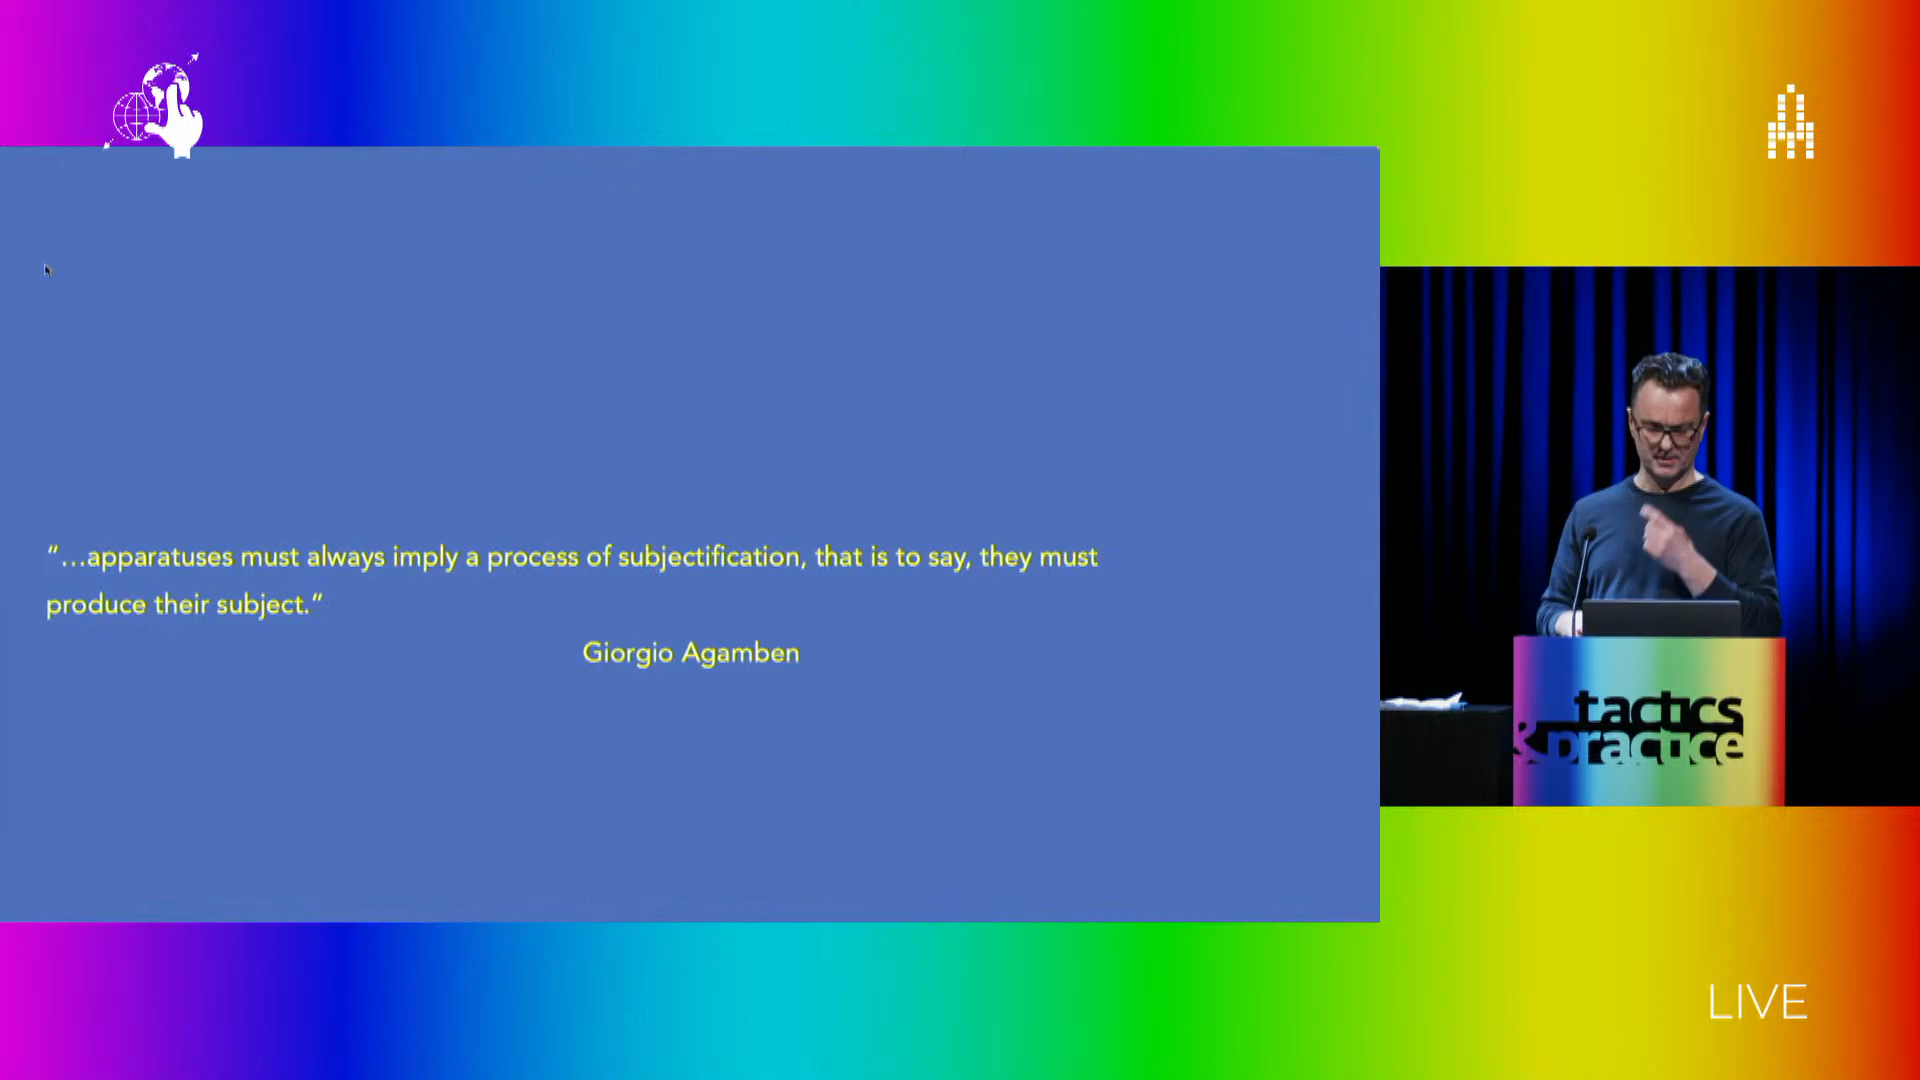 “…apparatuses must always imply a process of subjectification, that is to say, they must
produce their subject.”
Giorgio Agamben
tactics
& practice
LIVE